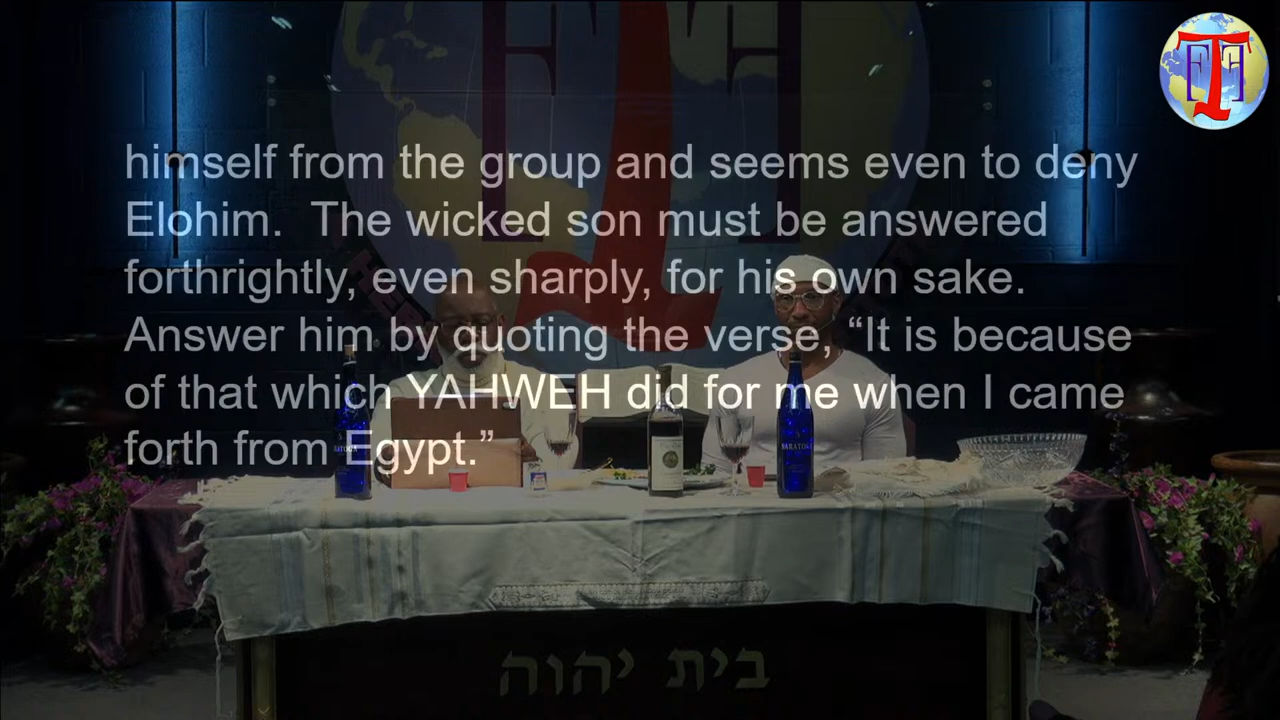 himself from the group and seems even to deny
Elohim. The wicked son must be answered
forthrightly, even sharply, for his own sake.
Answer him by quoting the verse, “It is because
of that which YAHWEH did for me when I came
forth from Egypt.”
SARATOGA
בית יהוה